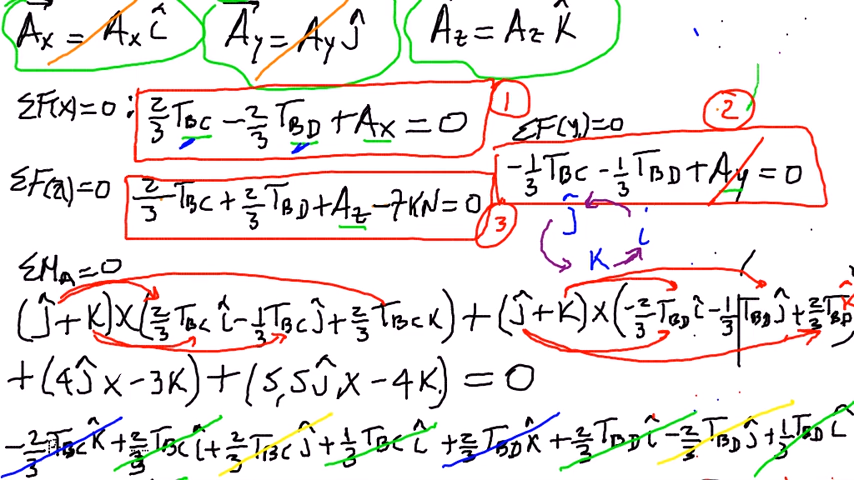 A⃗x = Ax î A⃗y = Ay ĵ A⃗z = Az k̂
ΣF(x)=0 : 2/3 TBC - 2/3 TBD + Ax = 0 1
ΣF(y)=0 2
-1/3 TBC - 1/3 TBD + Ay = 0
ΣF(z)=0 2/3 TBC + 2/3 TBD + Az - 7KN = 0 3
ĵ i
K
ΣMA = 0
(ĵ + K) X (2/3 TBC î - 1/3 TBC ĵ + 2/3 TBC K) + (ĵ + K) X (-2/3 TBD î - 1/3 TBD ĵ + 2/3 TBD
+ (4ĵ X -3K) + (5,5ĵ X -4K) = 0
-2/3 TBC k̂ + 2/3 TBC î + 2/3 TBC ĵ + 1/3 TBC î + 2/3 TBD k̂ + 2/3 TBD î - 2/3 TBD ĵ + 1/3 TBD î